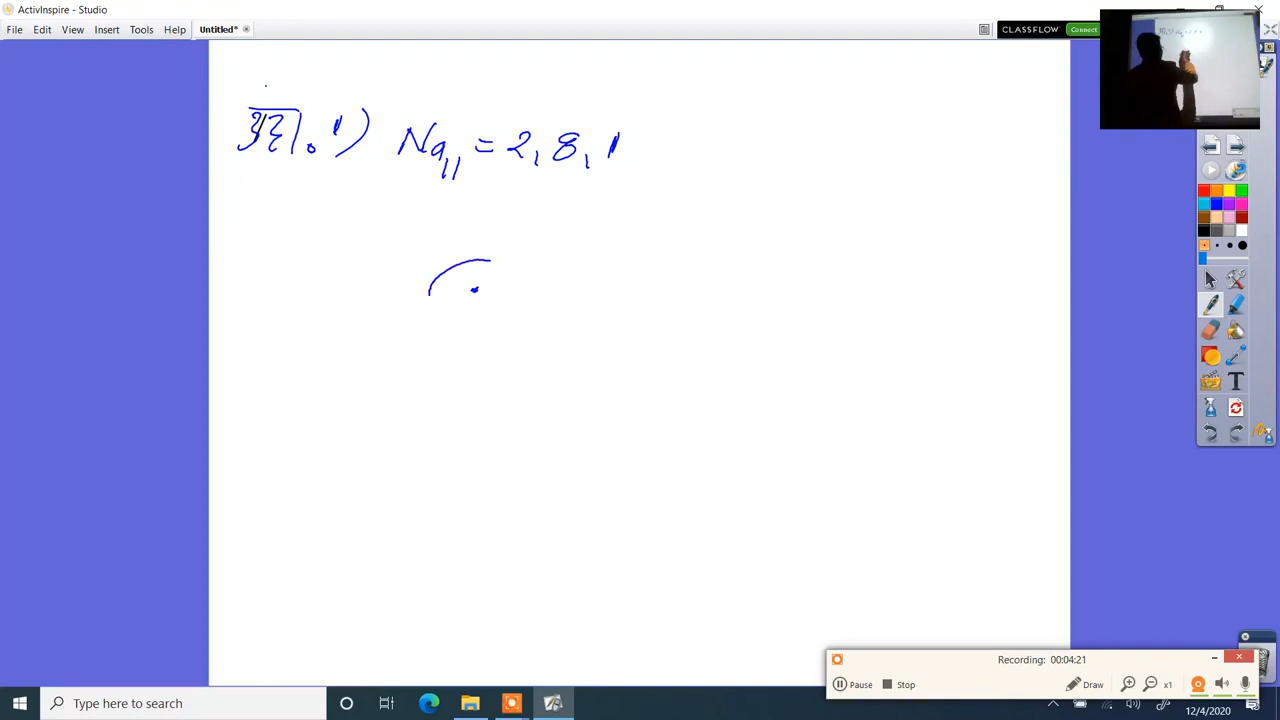 ActivInspire - Studio
File Edit View Insert Tools Help Untitled* CLASSFLOW Connect
उदा. 1) Na11 = 2, 8, 1
Recording: 00:04:21
Pause Stop Draw x1
Type here to search
12/4/2020